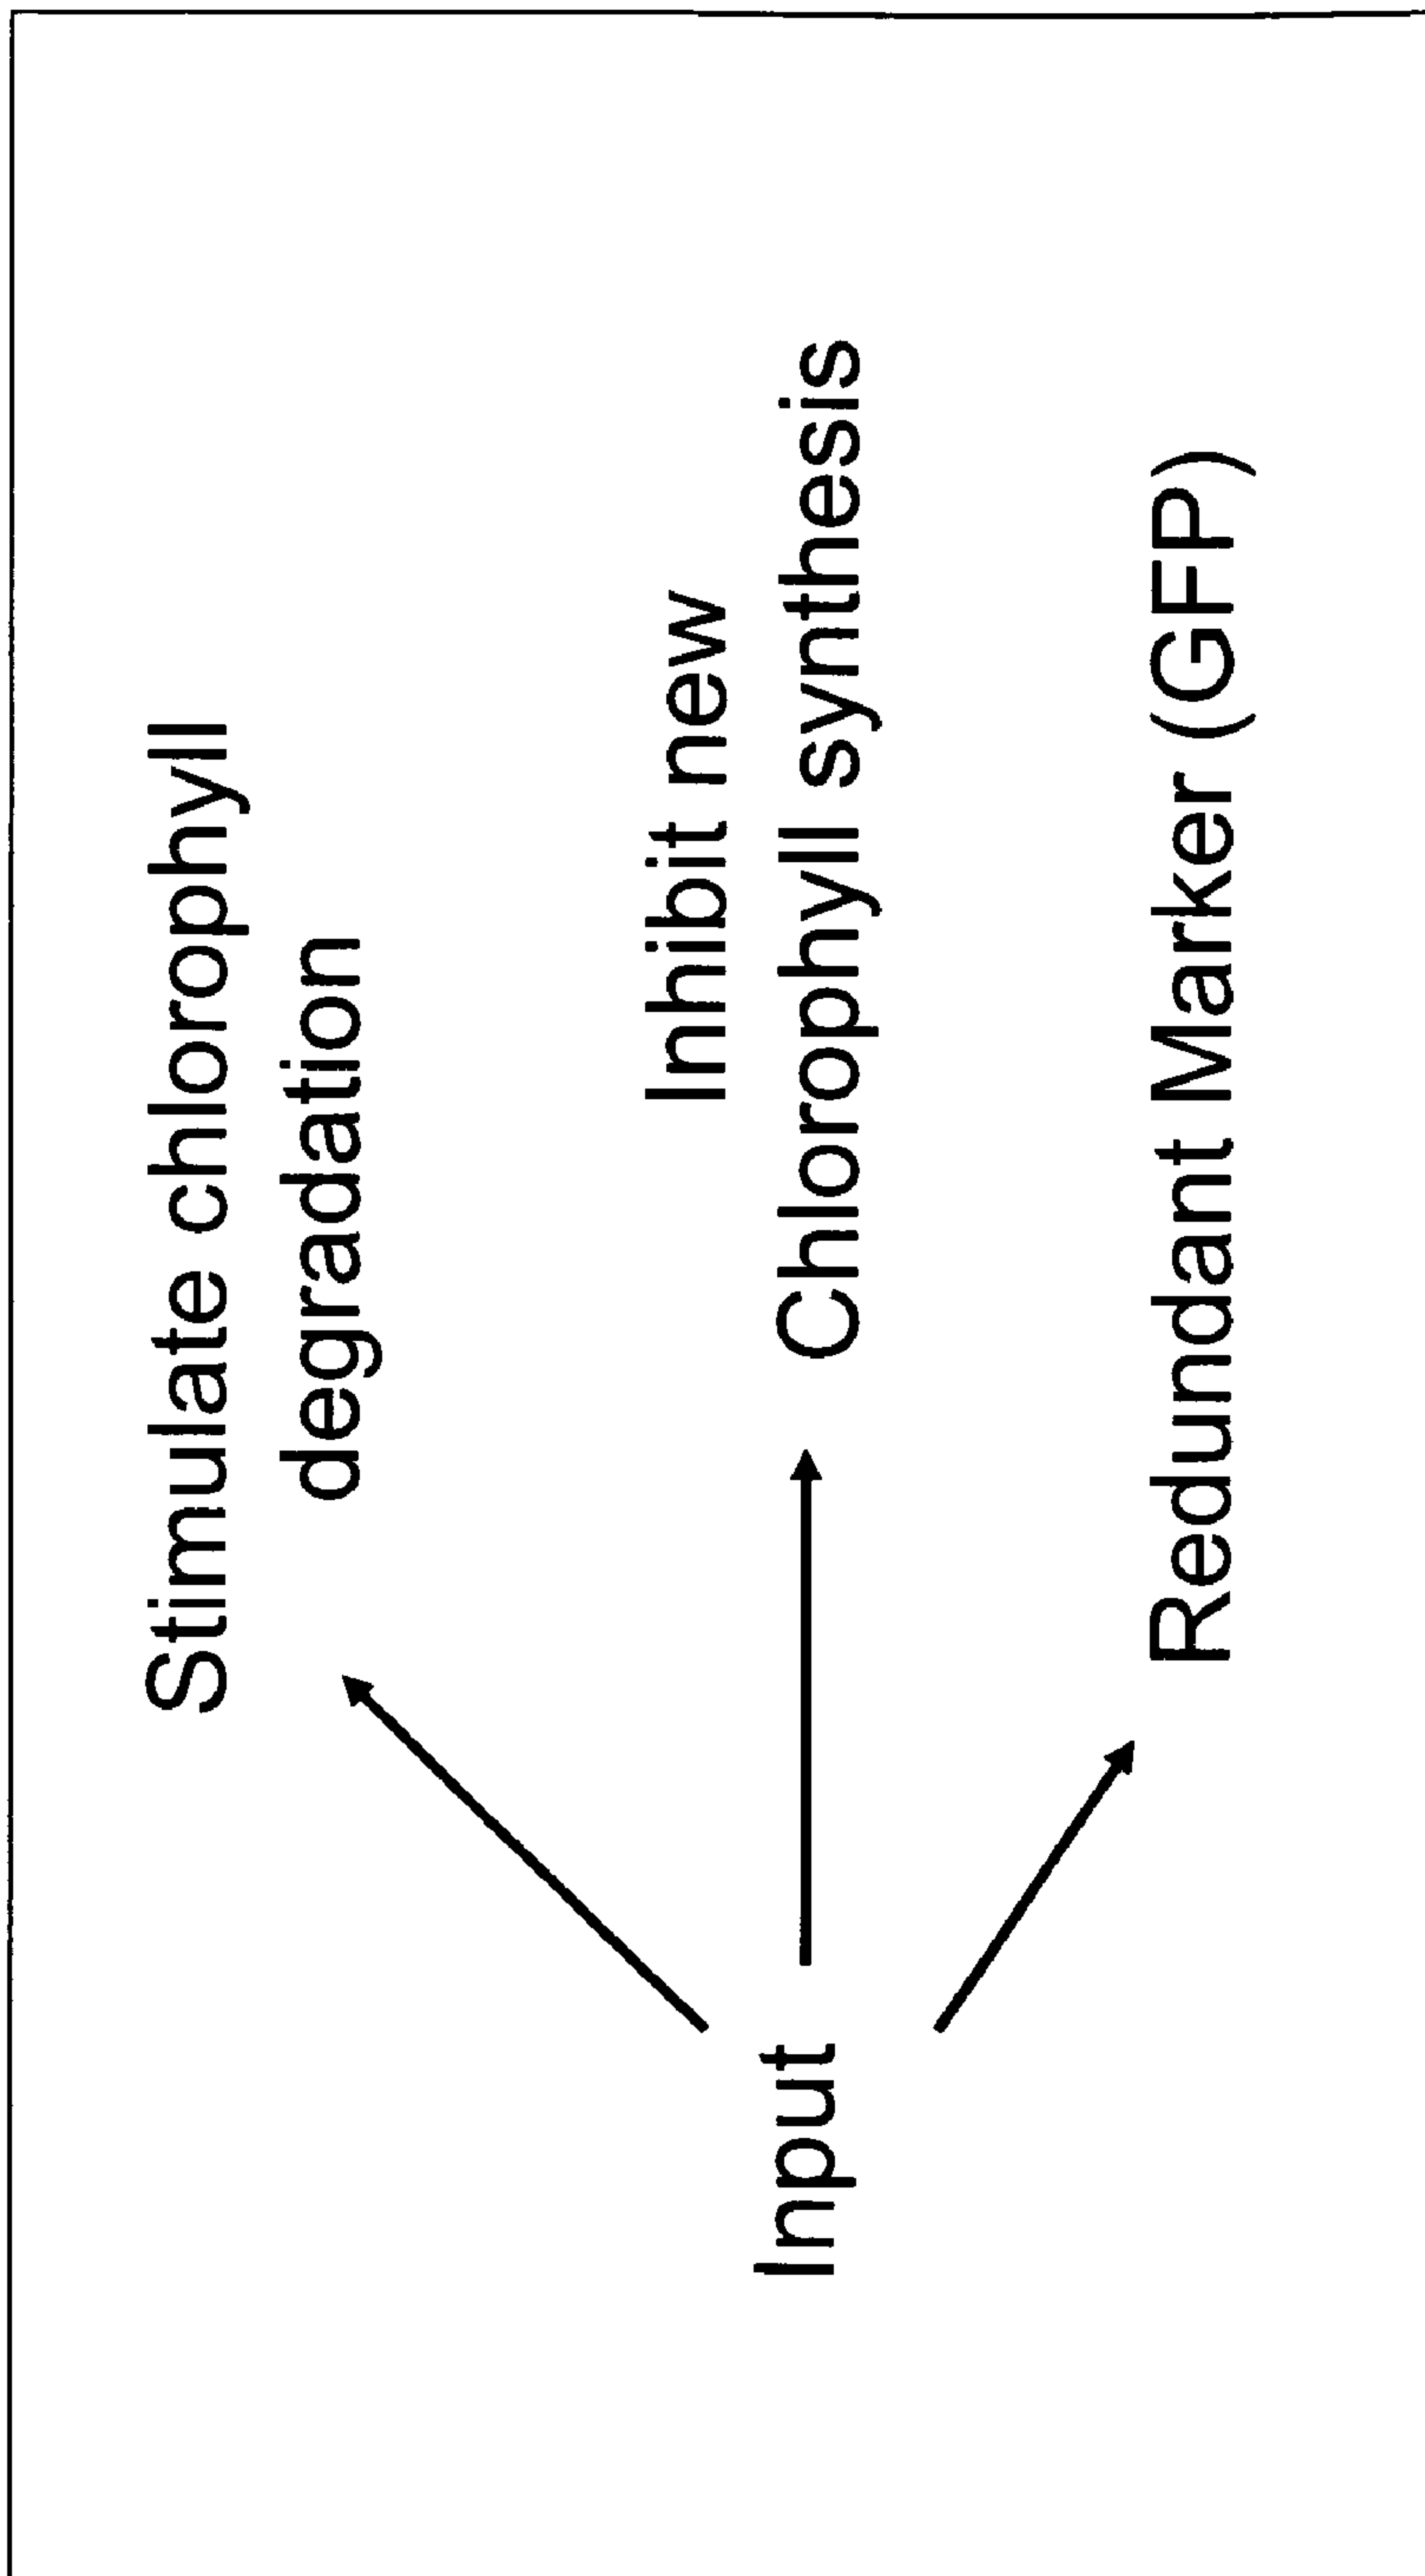 Stimulate chlorophyll
degradation
Inhibit new
Chlorophyll synthesis
Input
Redundant Marker (GFP)